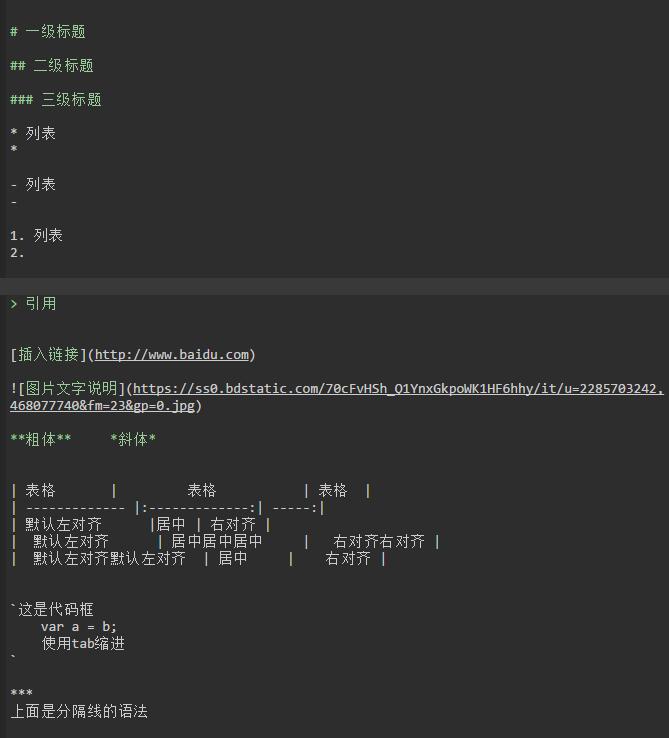 # 一级标题
## 二级标题
### 三级标题
* 列表
*
- 列表
-
1. 列表
2.
> 引用
[插入链接](http://www.baidu.com)
![图片文字说明](https://ss0.bdstatic.com/70cFvHSh_Q1YnxGkpoWK1HF6hhy/it/u=2285703242,
468077740&fm=23&gp=0.jpg)
**粗体**     *斜体*
| 表格       |         表格           | 表格  |
| ------------- |:-------------:| -----:|
| 默认左对齐      |居中 | 右对齐 |
|  默认左对齐      | 居中居中居中     |   右对齐右对齐 |
|  默认左对齐默认左对齐  | 居中     |    右对齐 |
`这是代码框
    var a = b;
    使用tab缩进
`
***
上面是分隔线的语法